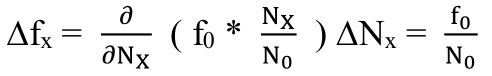 Δfₓ = ∂/∂Nₓ ( f₀ * Nₓ/N₀ ) ΔNₓ = f₀/N₀